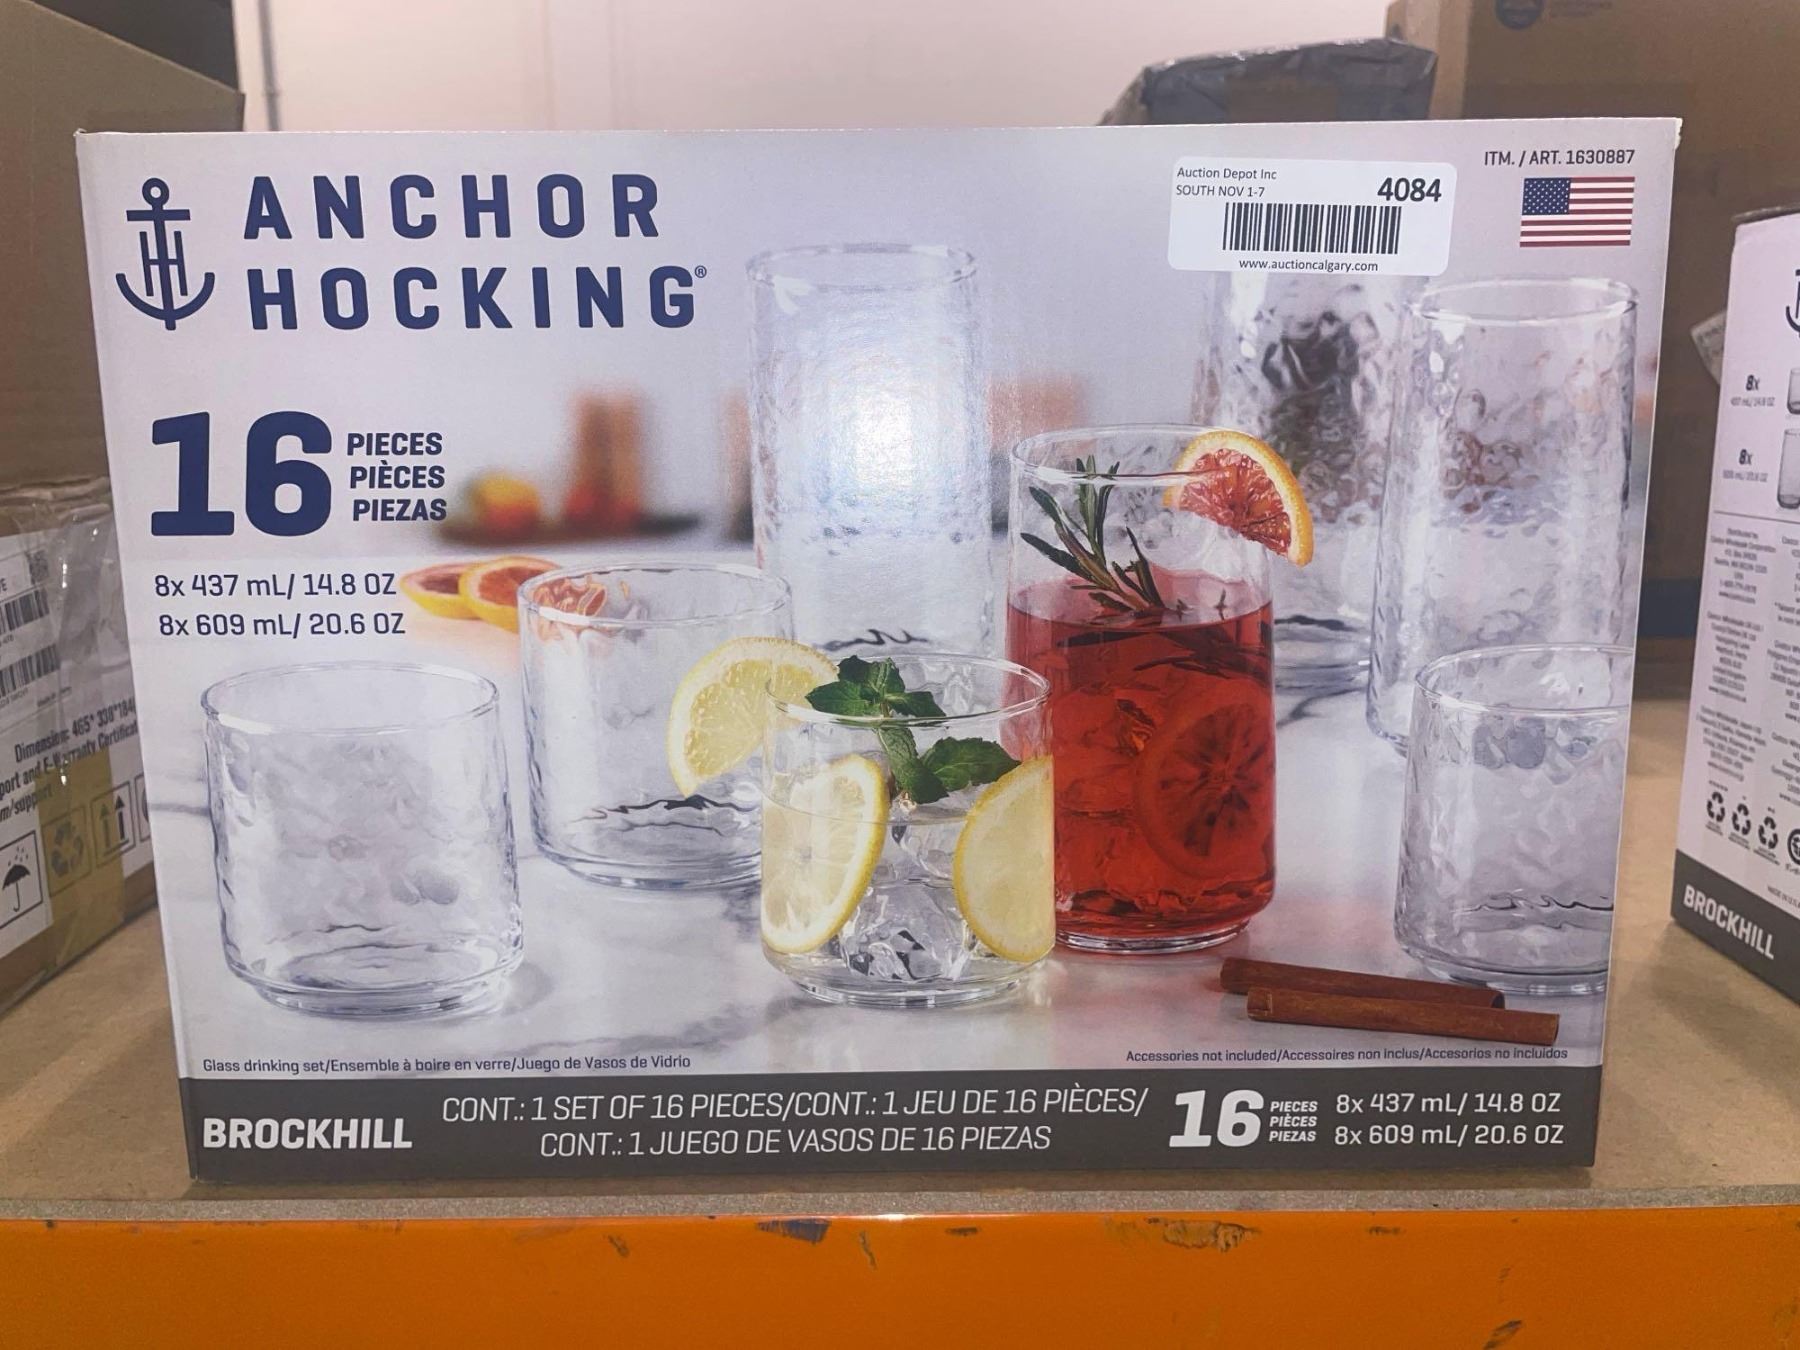 ANCHOR
HOCKING®
16
PIECES
PIÈCES
PIEZAS
8x 437 mL/ 14.8 OZ
8x 609 mL/ 20.6 OZ
Auction Depot Inc
SOUTH NOV 1-7
4084
www.auctioncalgary.com
ITM. / ART. 1630887
Glass drinking set/Ensemble à boire en verre/Juego de Vasos de Vidrio
Accessories not included/Accessoires non inclus/Accesorios no incluidos
BROCKHILL
CONT.: 1 SET OF 16 PIECES/CONT.: 1 JEU DE 16 PIÈCES/
CONT.: 1 JUEGO DE VASOS DE 16 PIEZAS
16
PIECES
PIÈCES
PIEZAS
8x 437 mL/ 14.8 OZ
8x 609 mL/ 20.6 OZ
8x
8x
BROCKHILL